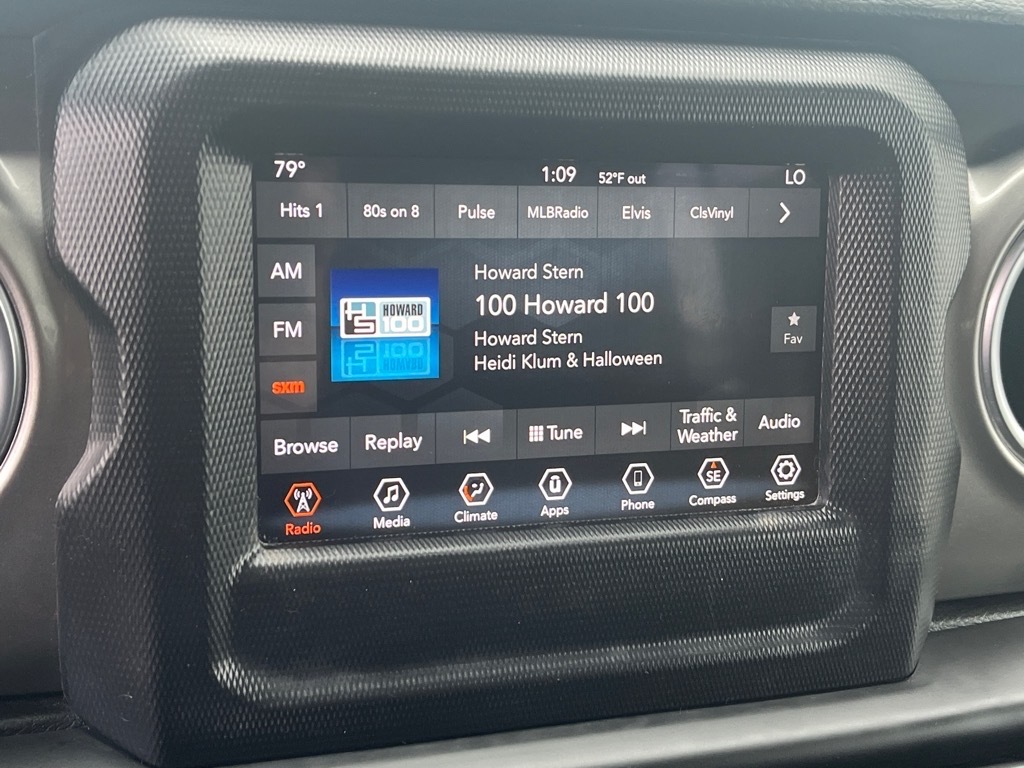 79° 1:09 52°F out LO
Hits 1 80s on 8 Pulse MLBRadio Elvis ClsVinyl
AM
FM
sxm
HS HOWARD
100
Howard Stern
100 Howard 100
Howard Stern
Heidi Klum & Halloween
Fav
Browse Replay Tune Traffic &
Weather Audio
SE
Radio Media Climate Apps Phone Compass Settings